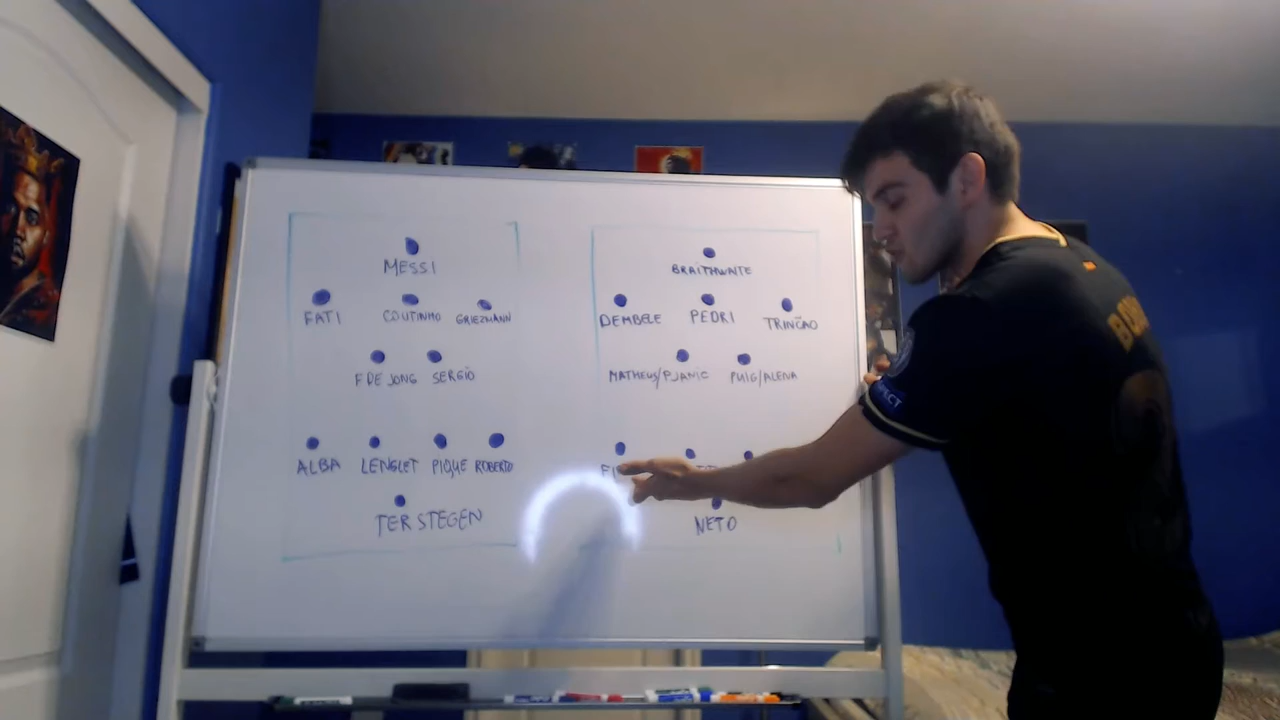 MESSI
FATI COUTINHO GRIEZMANN
F DE JONG SERGIO
ALBA LENGLET PIQUE ROBERTO
TER STEGEN
BRAITHWAITE
DEMBELE PEDRI TRINCÃO
MATHEUS/PJANIC PUIG/ALENA
NETO